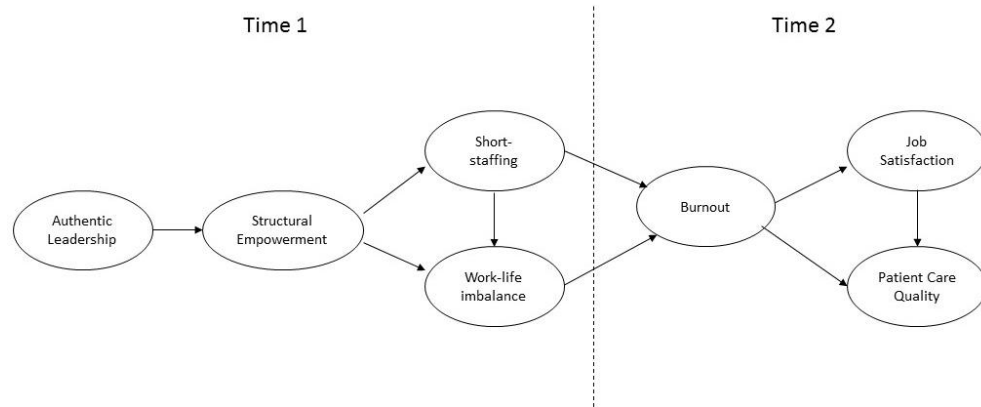 Time 1
Time 2
Short-
staffing
Job
Satisfaction
Authentic
Leadership
Structural
Empowerment
Burnout
Work-life
imbalance
Patient Care
Quality